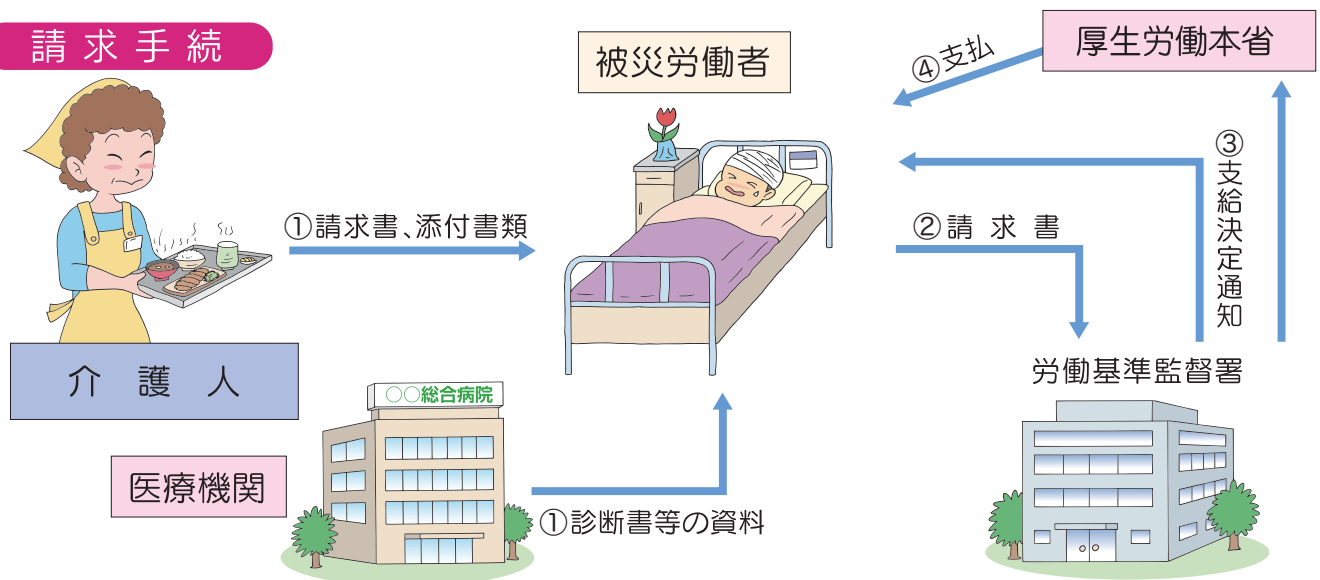 請求手続
被災労働者
厚生労働本省
④支払
③支給決定通知
①請求書、添付書類
②請求書
介護人
労働基準監督署
○○総合病院
医療機関
①診断書等の資料